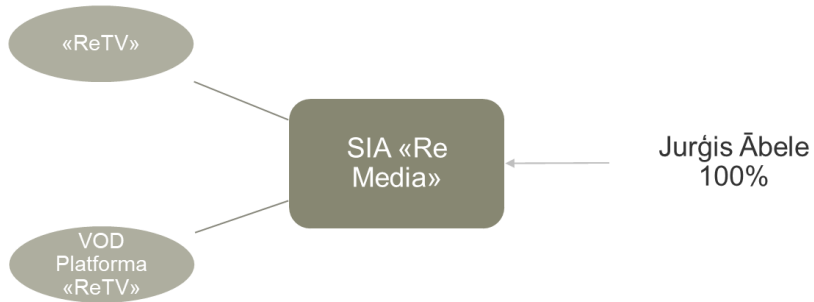 «ReTV»
SIA «Re
Media»
Jurģis Ābele
100%
VOD
Platforma
«ReTV»